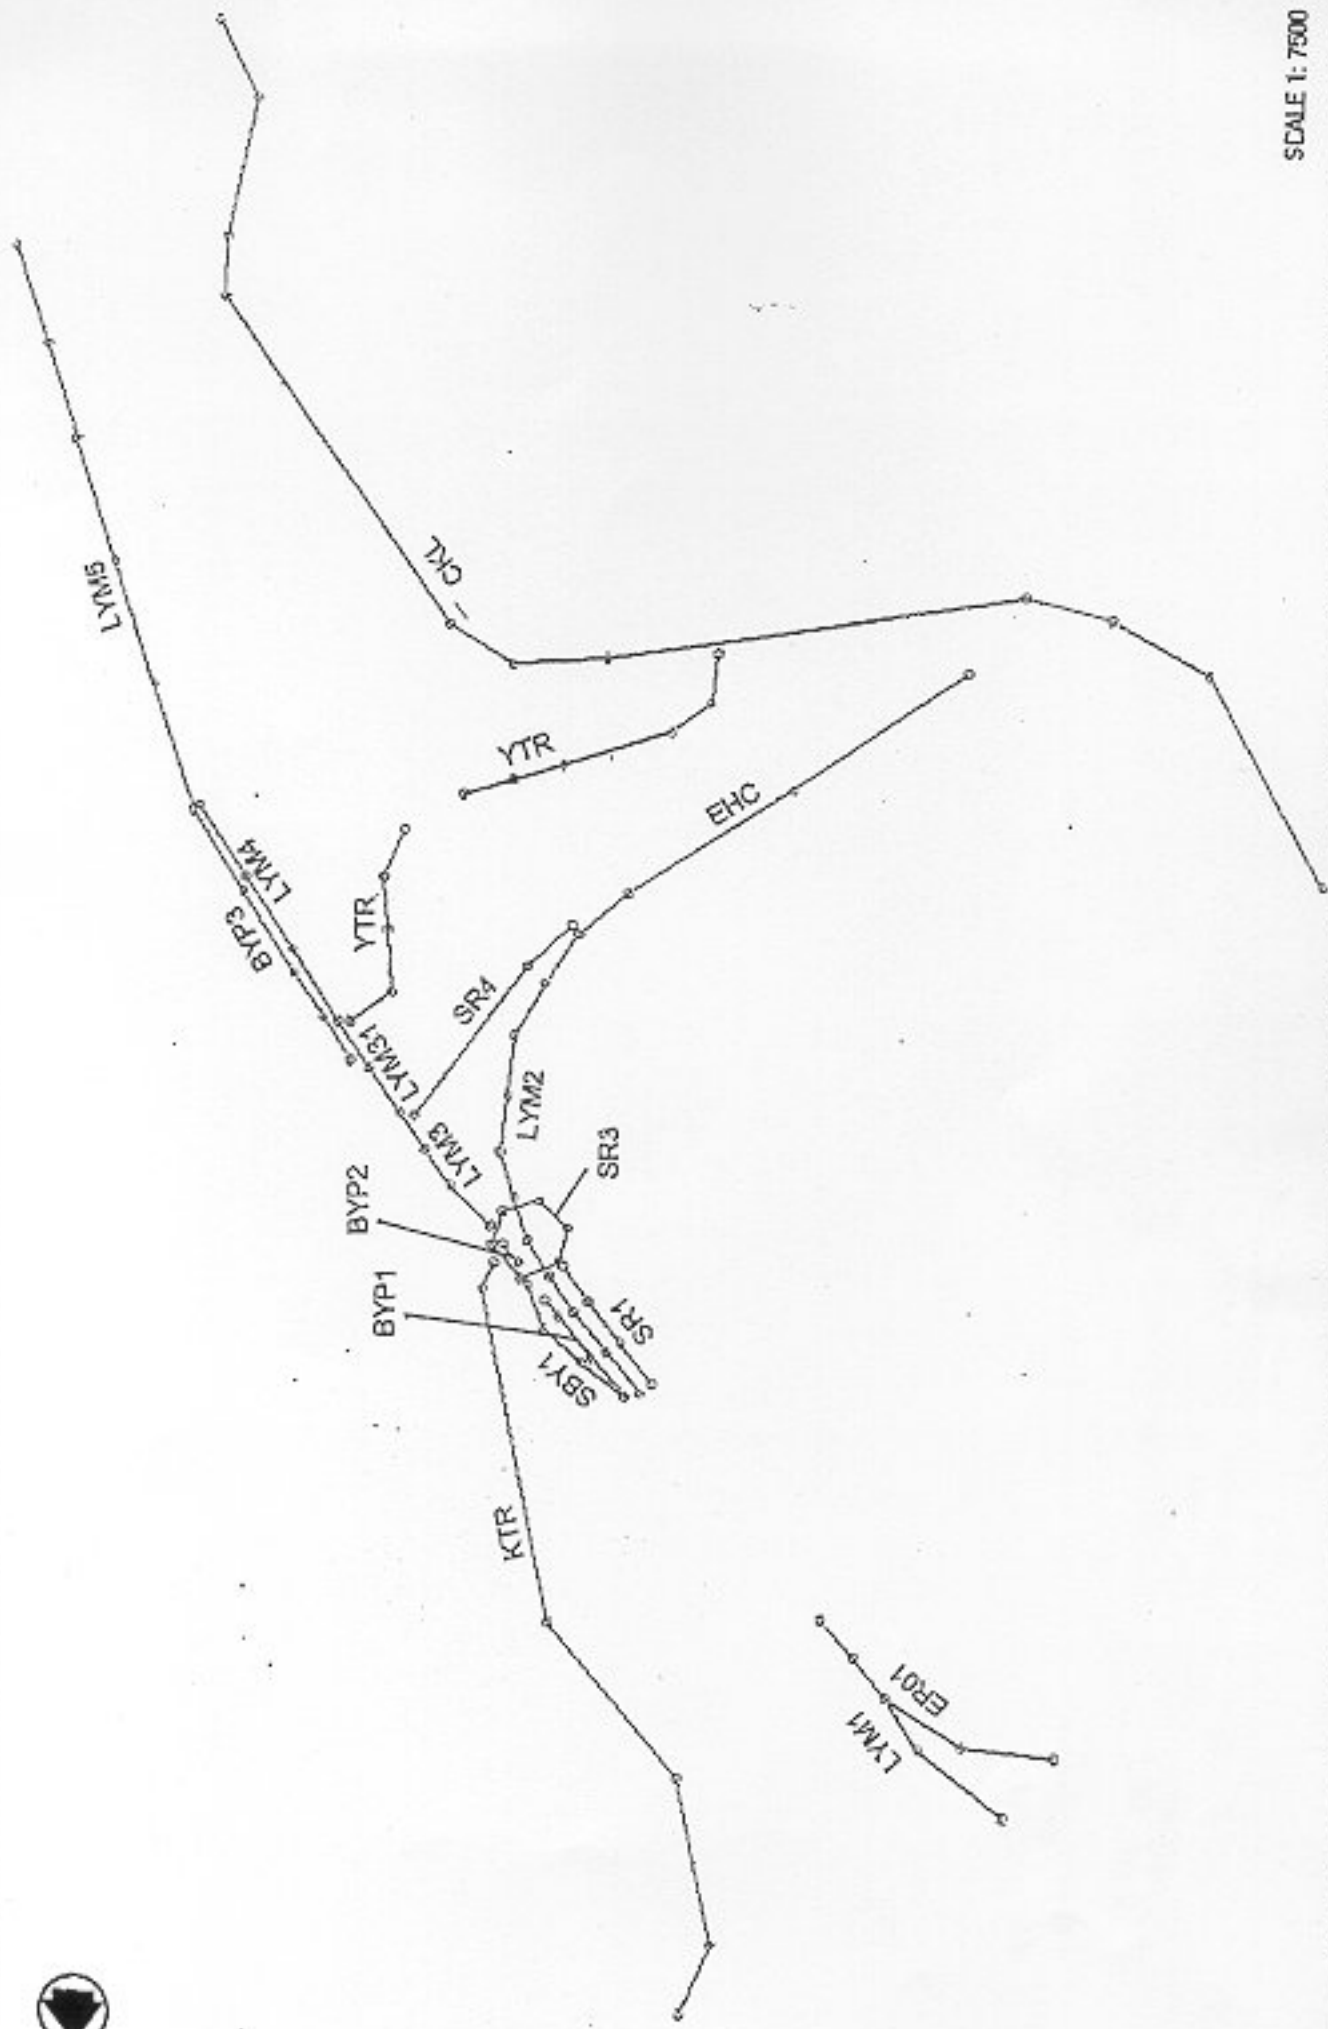 SCALE 1: 7500
LYM5
CKL
YTR
EHC
LYM4
BYP3
YTR
SR4
LYM31
LYM2
LYM3
SR3
BYP2
BYP1
SR1
SBY1
KTR
ER01
LYM1